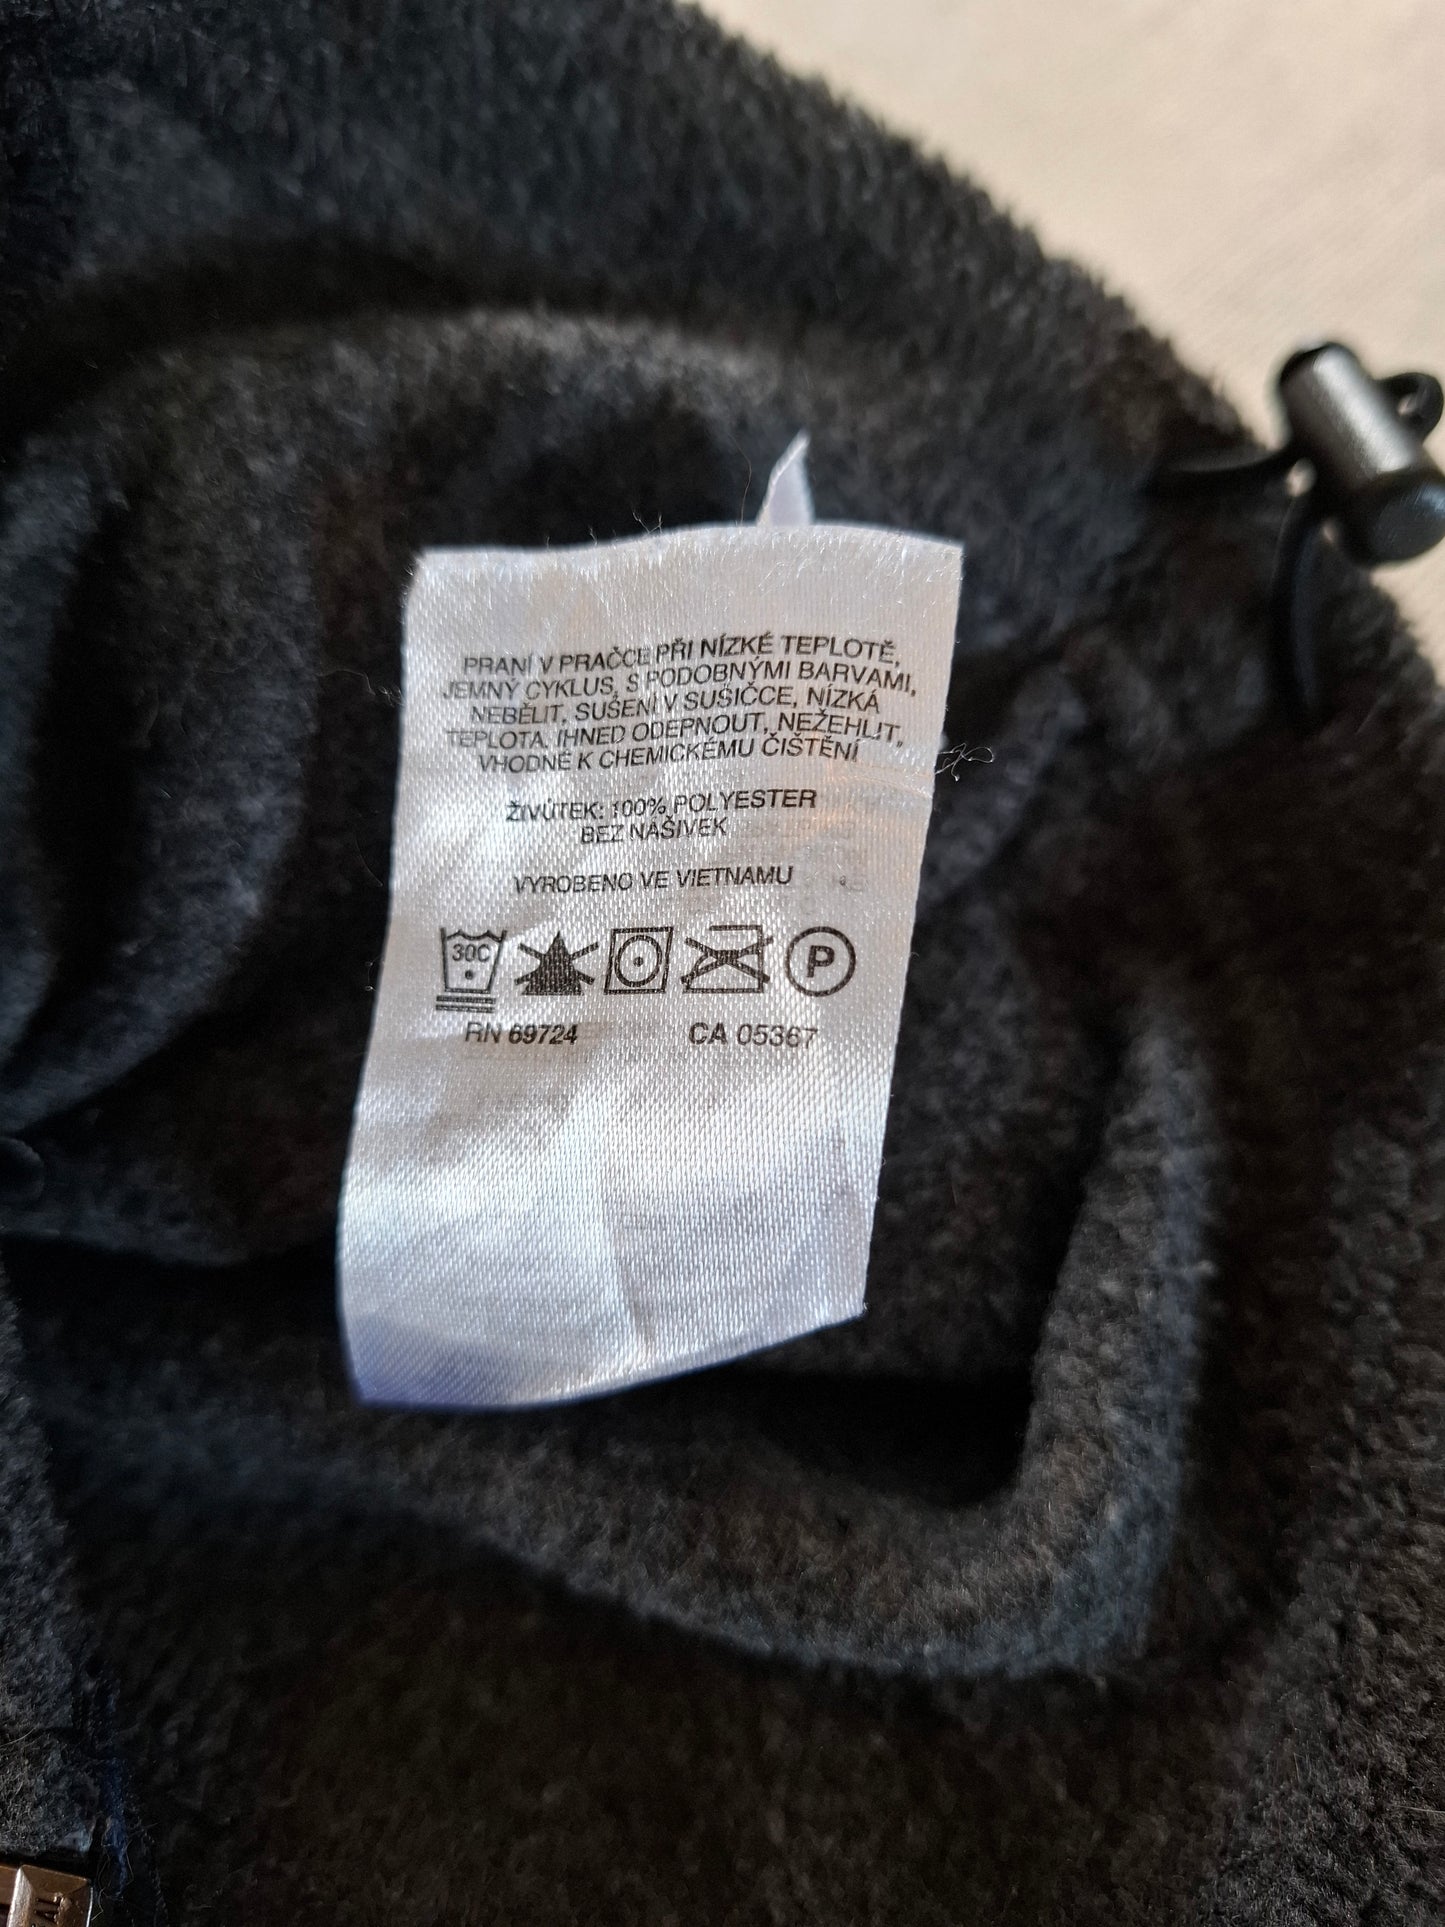 PRANÍ V PRAČCE PŘI NÍZKÉ TEPLOTĚ,
JEMNÝ CYKLUS, S PODOBNÝMI BARVAMI,
NEBĚLIT, SUŠENÍ V SUŠIČCE, NÍZKÁ
TEPLOTA. IHNED ODEPNOUT, NEŽEHLIT,
VHODNÉ K CHEMICKÉMU ČIŠTĚNÍ
ŽIVŮTEK: 100% POLYESTER
BEZ NÁŠIVEK
VYROBENO VE VIETNAMU
30C P
RN 69724 CA 05367